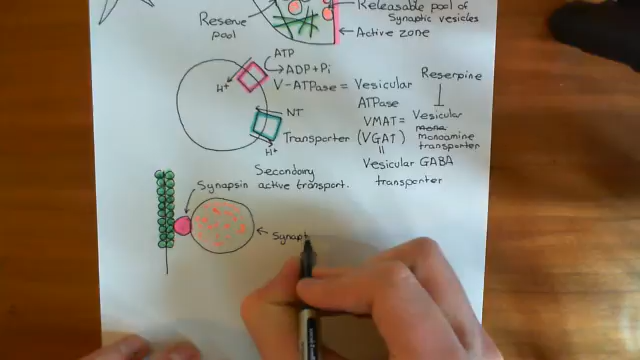 Reserve
pool
Releasable pool of
Synaptic vesicles
Active zone
ATP
ADP+Pi
H+
V-ATPase = Vesicular
ATPase
NT
Transporter
H+
Secondary
active transport.
Reserpine
VMAT = Vesicular
monoamine
transporter
(VGAT)
=
Vesicular GABA
transporter
Synapsin
Synapt